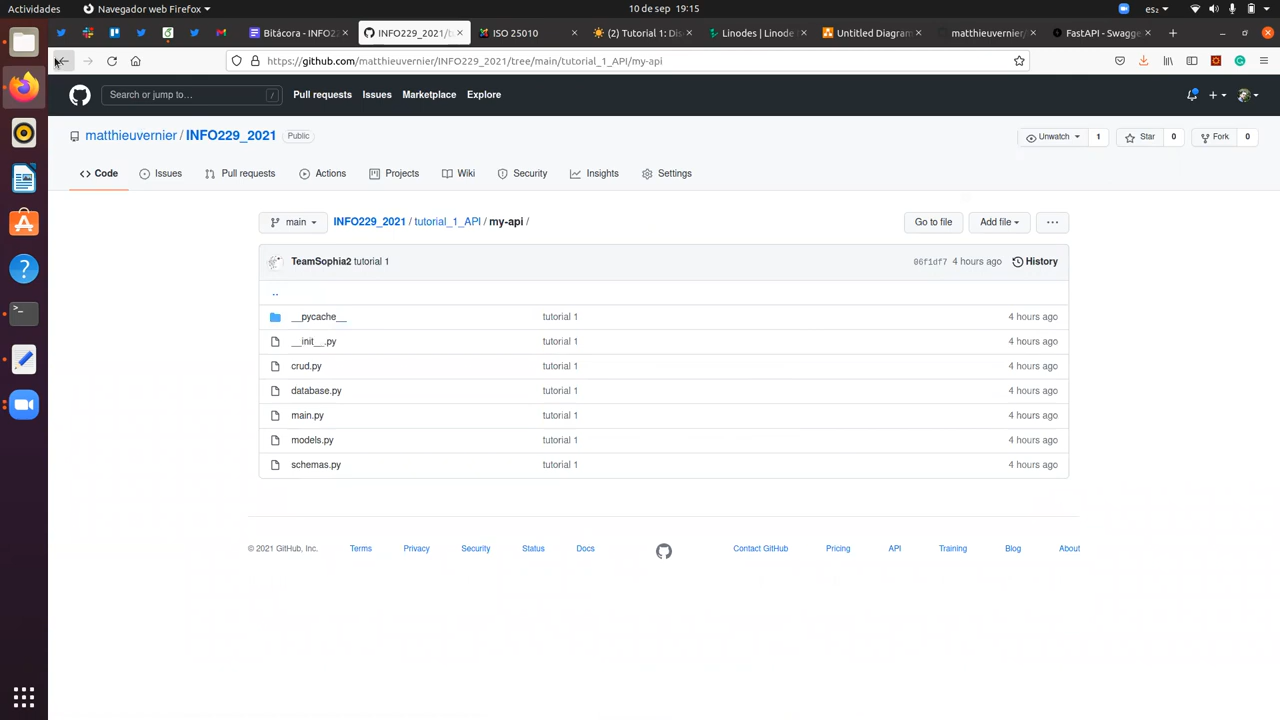 Actividades Navegador web Firefox 10 de sep 19:15 es2
Bitácora - INFO229_2 INFO229_2021/tu ISO 25010 (2) Tutorial 1: Dis Linodes | Linode Untitled Diagram matthieuvernier/ FastAPI - Swagge
https://github.com/matthieuvernier/INFO229_2021/tree/main/tutorial_1_API/my-api
Search or jump to… / Pull requests Issues Marketplace Explore
matthieuvernier / INFO229_2021 Public Unwatch 1 Star 0 Fork 0
Code Issues Pull requests Actions Projects Wiki Security Insights Settings
main INFO229_2021 / tutorial_1_API / my-api / Go to file Add file ...
TeamSophia2 tutorial 1 06f1df7 4 hours ago History
..
__pycache__ tutorial 1 4 hours ago
__init__.py tutorial 1 4 hours ago
crud.py tutorial 1 4 hours ago
database.py tutorial 1 4 hours ago
main.py tutorial 1 4 hours ago
models.py tutorial 1 4 hours ago
schemas.py tutorial 1 4 hours ago
© 2021 GitHub, Inc. Terms Privacy Security Status Docs Contact GitHub Pricing API Training Blog About